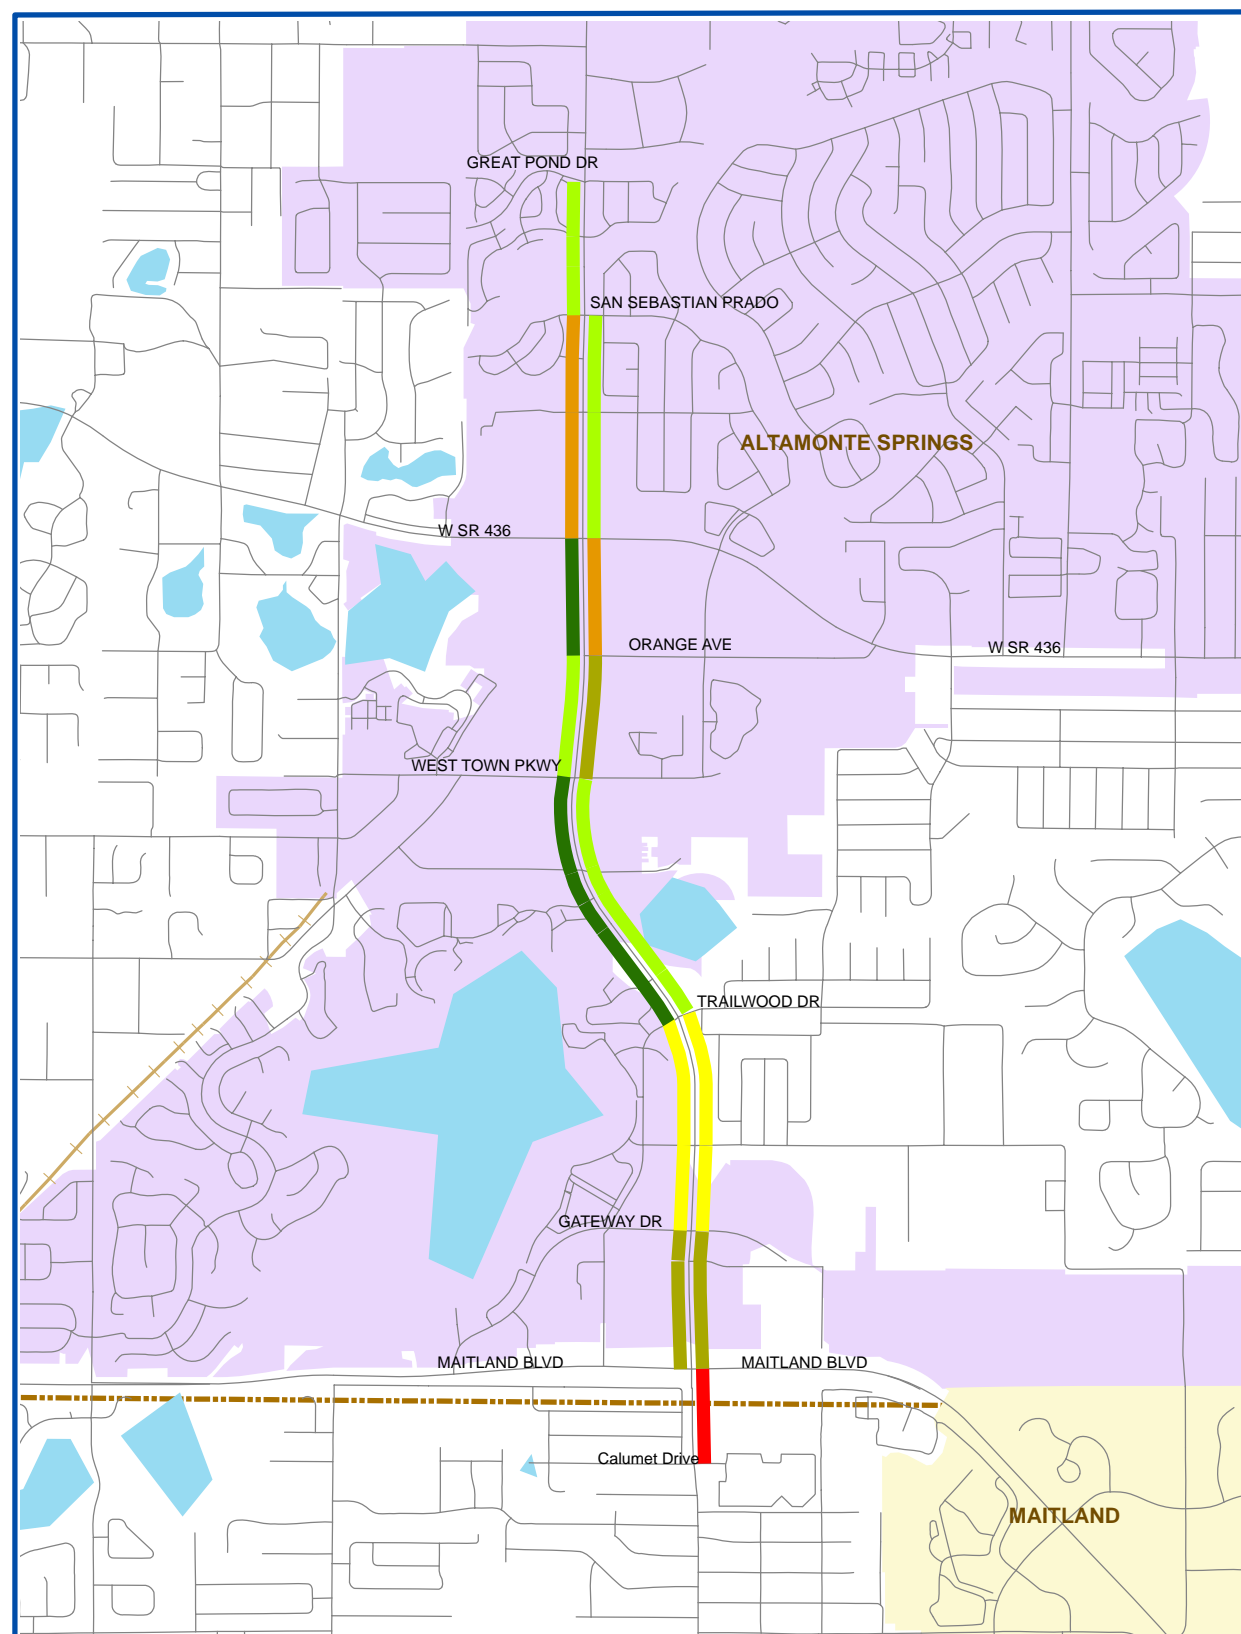 GREAT POND DR
SAN SEBASTIAN PRADO
ALTAMONTE SPRINGS
W SR 436
ORANGE AVE
W SR 436
WEST TOWN PKWY
TRAILWOOD DR
GATEWAY DR
MAITLAND BLVD
MAITLAND BLVD
Calumet Drive
MAITLAND